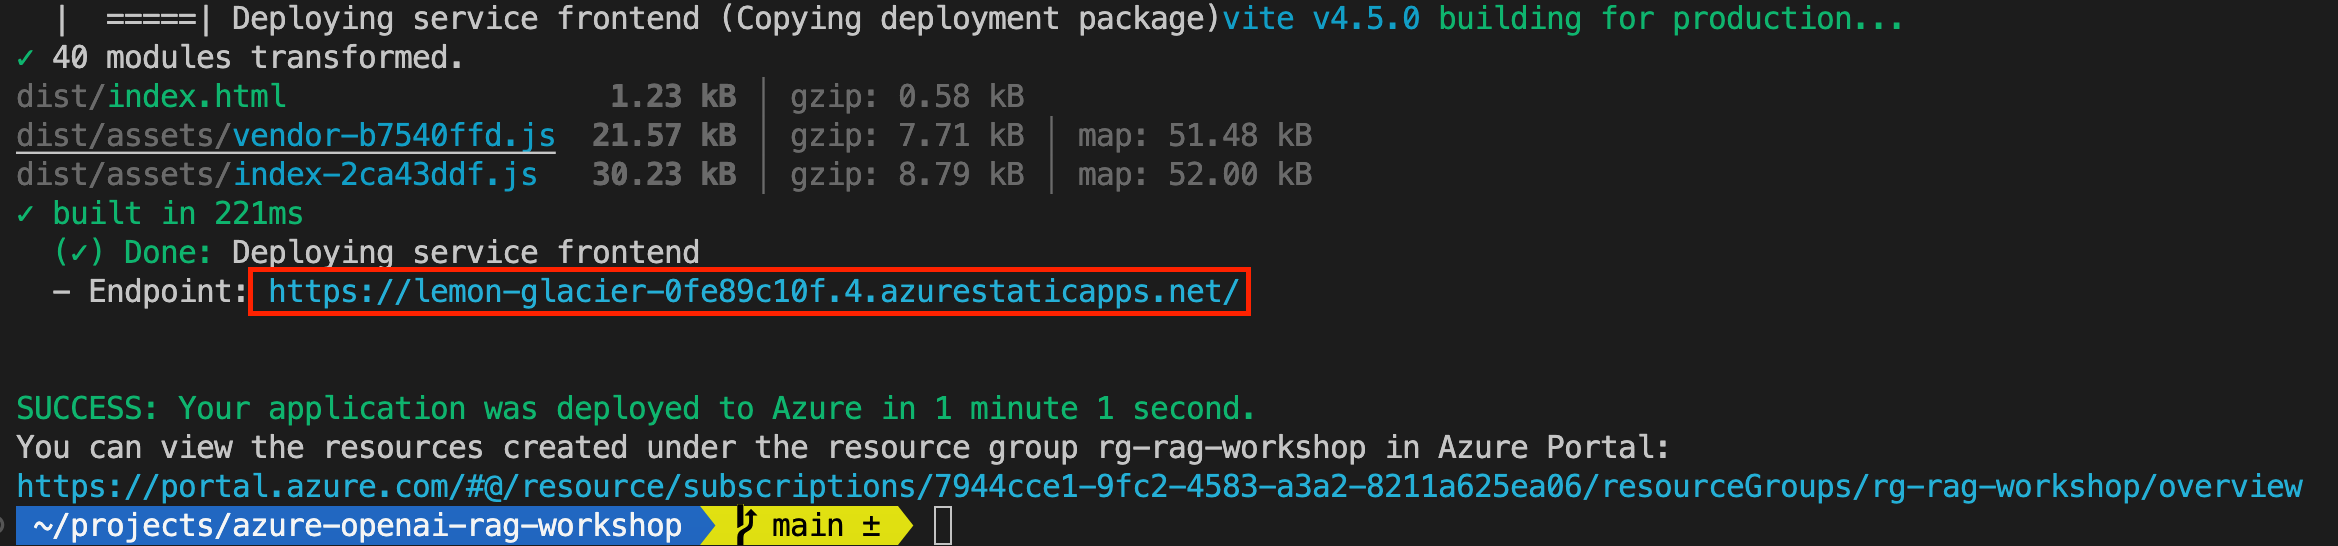 |  =====| Deploying service frontend (Copying deployment package)vite v4.5.0 building for production...
✓ 40 modules transformed.
dist/index.html                  1.23 kB │ gzip: 0.58 kB
dist/assets/vendor-b7540ffd.js  21.57 kB │ gzip: 7.71 kB │ map: 51.48 kB
dist/assets/index-2ca43ddf.js   30.23 kB │ gzip: 8.79 kB │ map: 52.00 kB
✓ built in 221ms
(✓) Done: Deploying service frontend
- Endpoint: https://lemon-glacier-0fe89c10f.4.azurestaticapps.net/
SUCCESS: Your application was deployed to Azure in 1 minute 1 second.
You can view the resources created under the resource group rg-rag-workshop in Azure Portal:
https://portal.azure.com/#@/resource/subscriptions/7944cce1-9fc2-4583-a3a2-8211a625ea06/resourceGroups/rg-rag-workshop/overview
~/projects/azure-openai-rag-workshop main ±